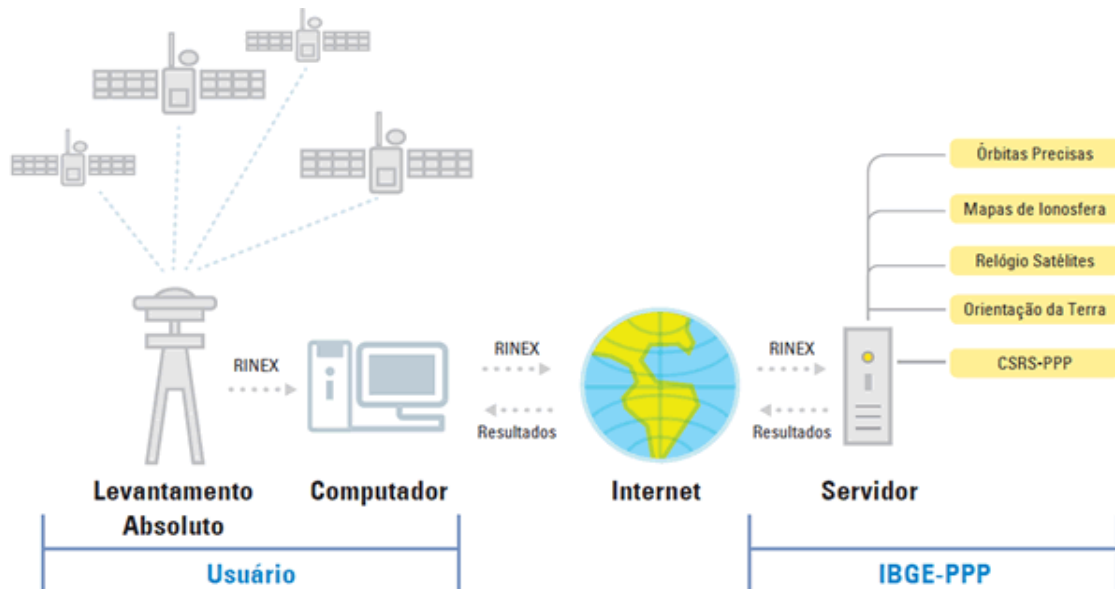 Órbitas Precisas
Mapas de Ionosfera
Relógio Satélites
Orientação da Terra
CSRS-PPP
RINEX
RINEX
RINEX
Resultados
Resultados
Levantamento
Absoluto
Computador
Internet
Servidor
Usuário
IBGE-PPP